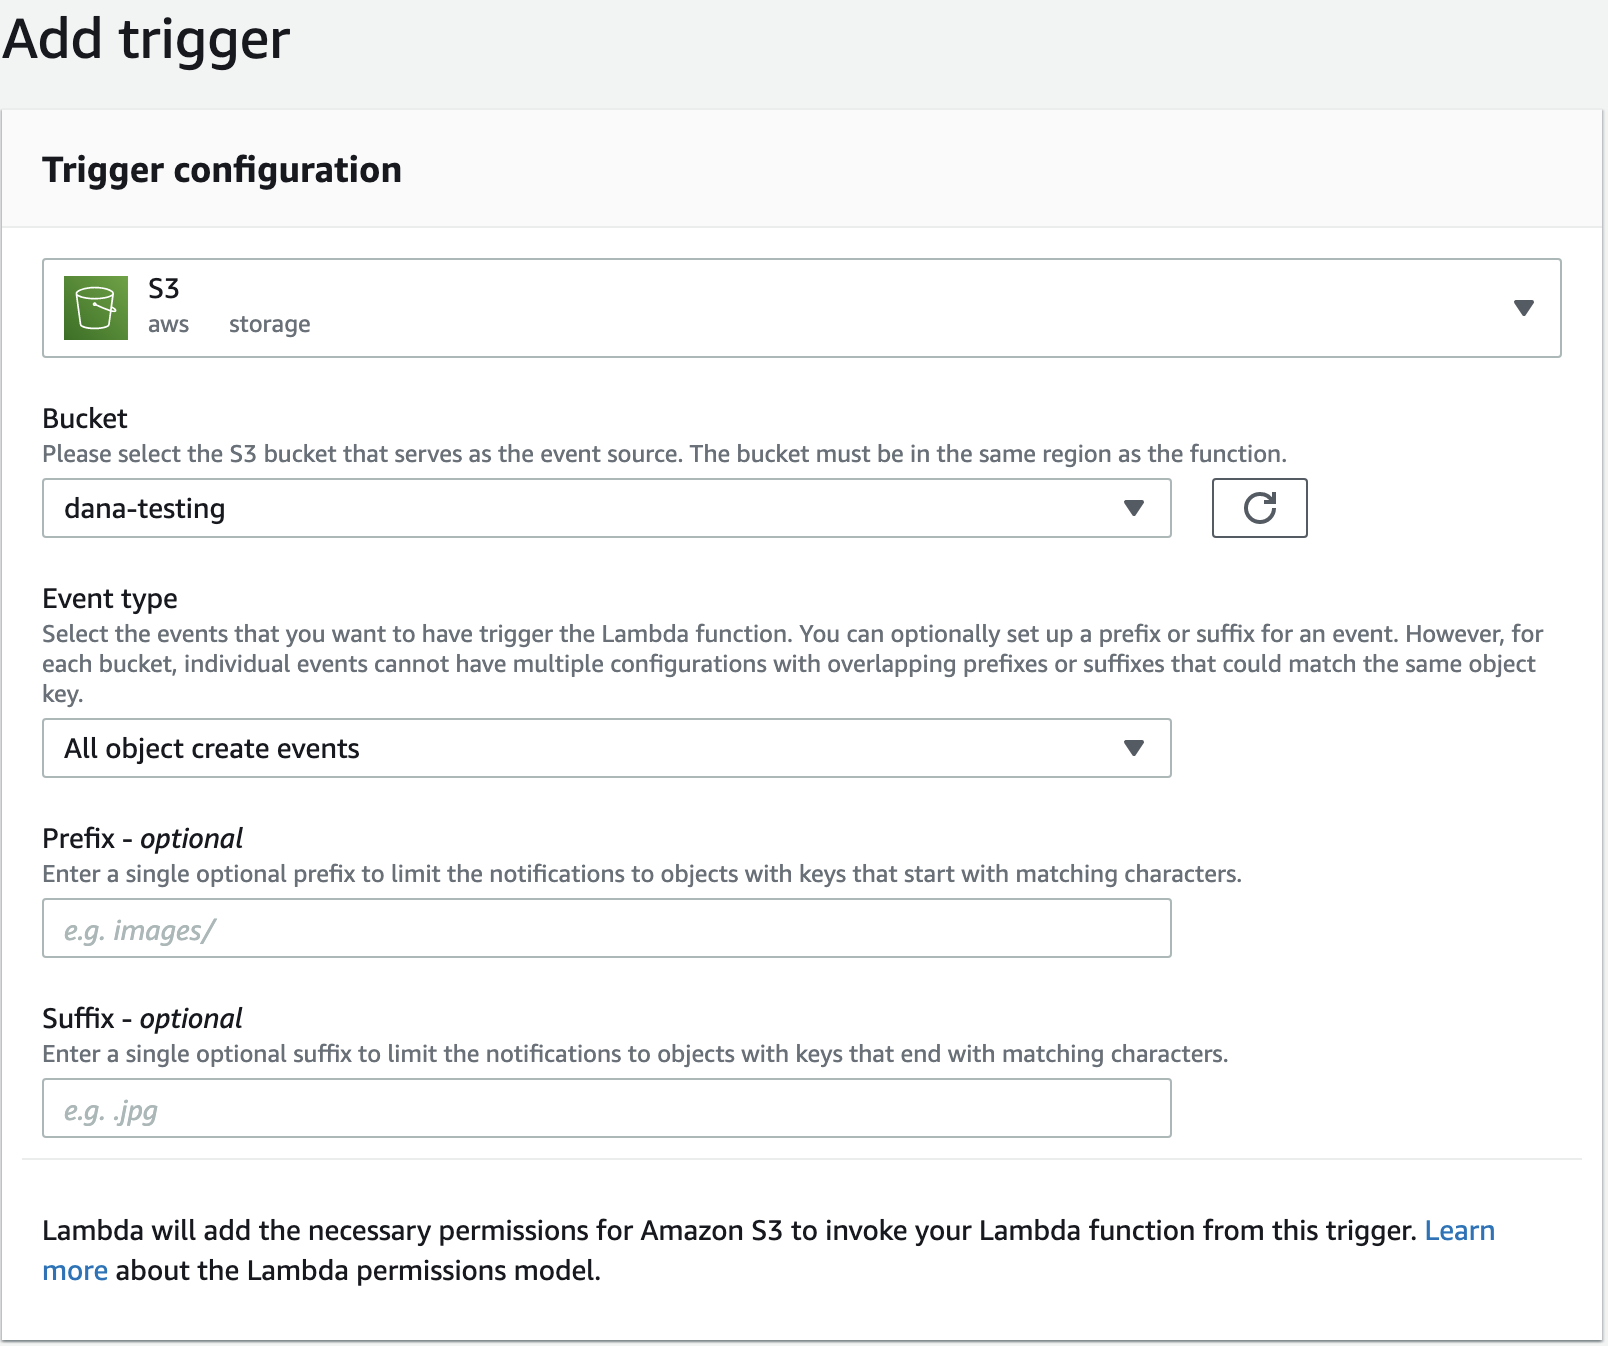 Add trigger
Trigger configuration
S3
aws storage
Bucket
Please select the S3 bucket that serves as the event source. The bucket must be in the same region as the function.
dana-testing
Event type
Select the events that you want to have trigger the Lambda function. You can optionally set up a prefix or suffix for an event. However, for
each bucket, individual events cannot have multiple configurations with overlapping prefixes or suffixes that could match the same object
key.
All object create events
Prefix - optional
Enter a single optional prefix to limit the notifications to objects with keys that start with matching characters.
e.g. images/
Suffix - optional
Enter a single optional suffix to limit the notifications to objects with keys that end with matching characters.
e.g. .jpg
Lambda will add the necessary permissions for Amazon S3 to invoke your Lambda function from this trigger. Learn
more about the Lambda permissions model.